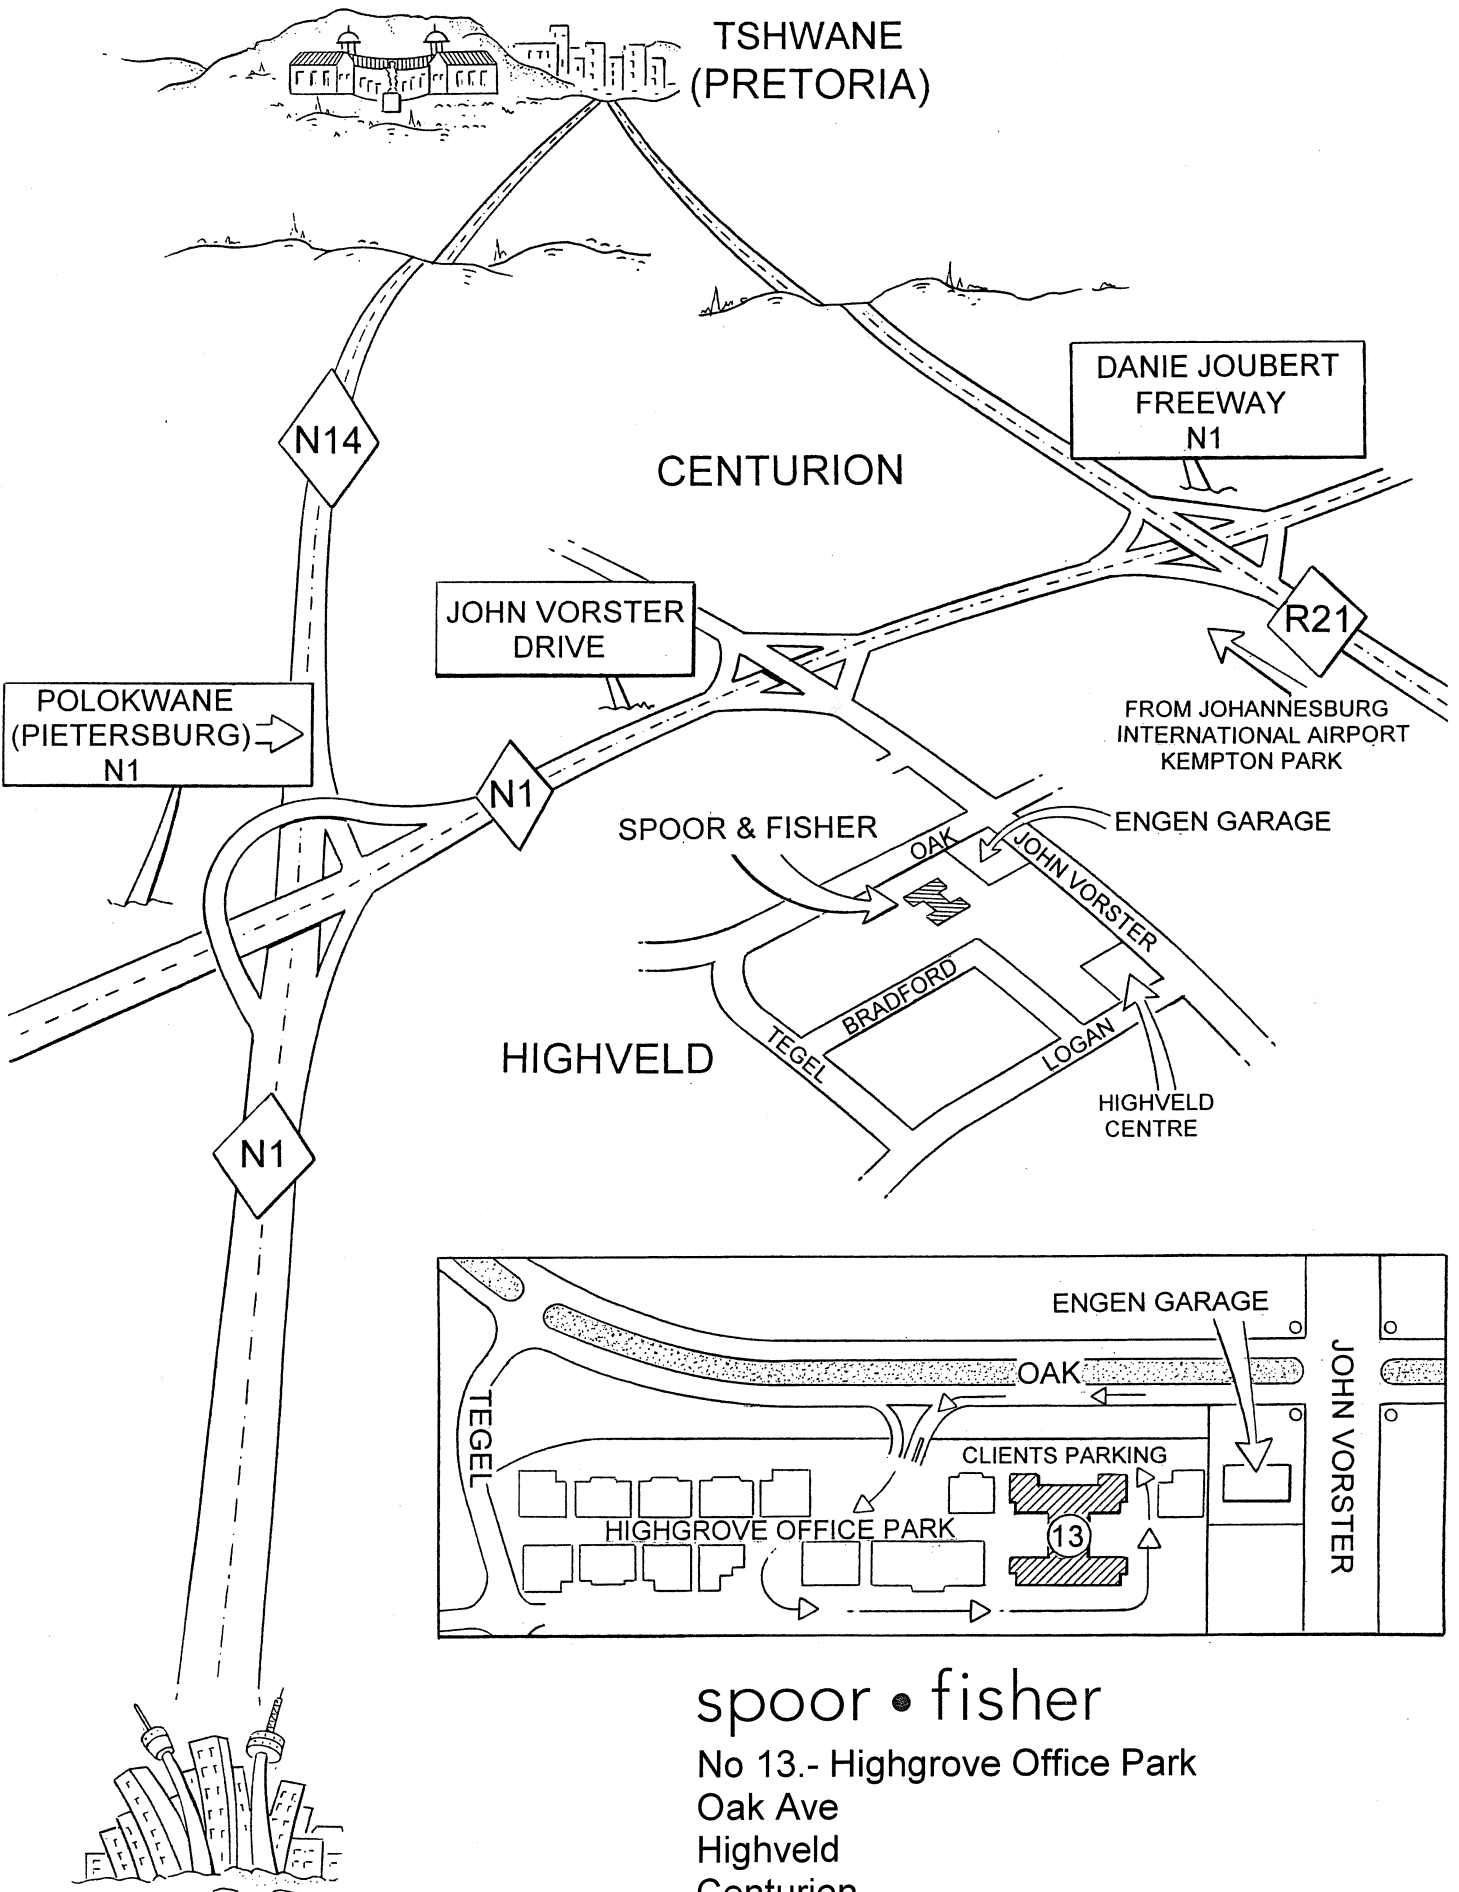 TSHWANE
(PRETORIA)
DANIE JOUBERT
FREEWAY
N1
N14
CENTURION
JOHN VORSTER
DRIVE
R21
POLOKWANE
(PIETERSBURG)
N1
FROM JOHANNESBURG
INTERNATIONAL AIRPORT
KEMPTON PARK
N1
SPOOR & FISHER
ENGEN GARAGE
OAK
JOHN VORSTER
BRADFORD
TEGEL
LOGAN
HIGHVELD
HIGHVELD
CENTRE
N1
ENGEN GARAGE
OAK
JOHN VORSTER
TEGEL
CLIENTS PARKING
HIGHGROVE OFFICE PARK
13
spoor • fisher
No 13.- Highgrove Office Park
Oak Ave
Highveld
Centurion